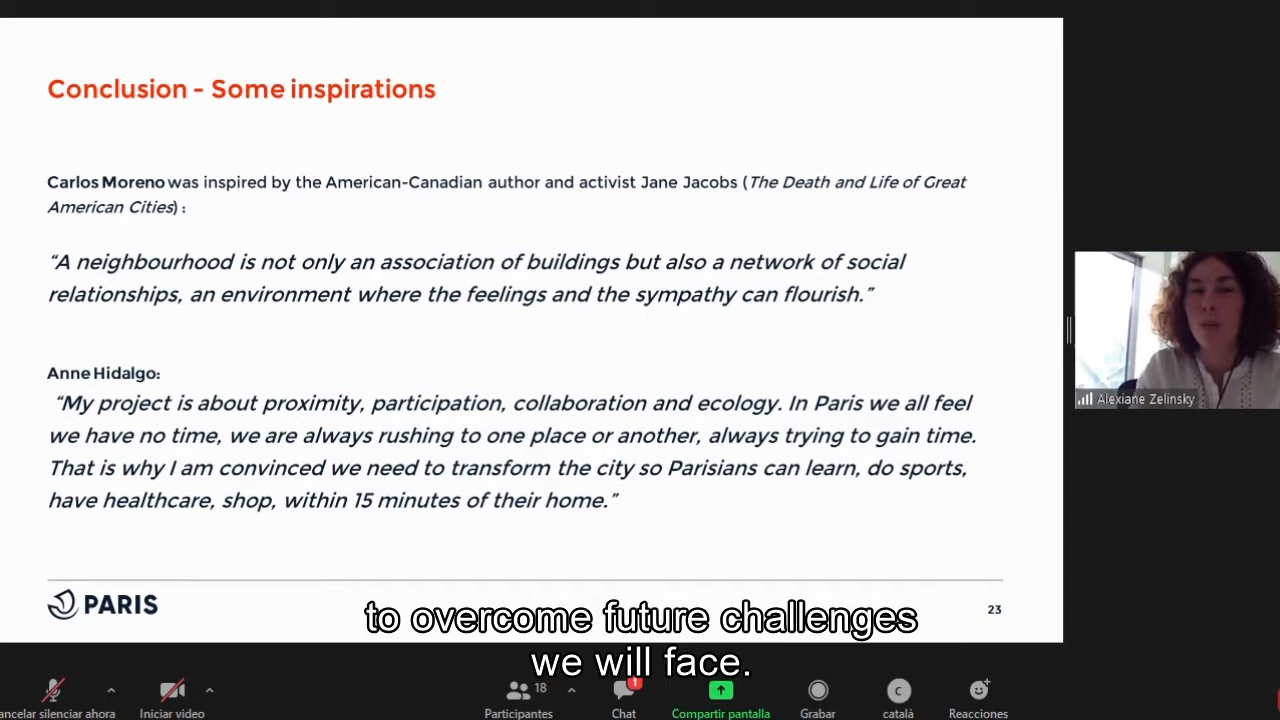 Conclusion - Some inspirations
Carlos Moreno was inspired by the American-Canadian author and activist Jane Jacobs (The Death and Life of Great
American Cities) :
“A neighbourhood is not only an association of buildings but also a network of social
relationships, an environment where the feelings and the sympathy can flourish.”
Anne Hidalgo:
“My project is about proximity, participation, collaboration and ecology. In Paris we all feel
we have no time, we are always rushing to one place or another, always trying to gain time.
That is why I am convinced we need to transform the city so Parisians can learn, do sports,
have healthcare, shop, within 15 minutes of their home.”
Alexiane Zelinsky
PARIS
23
to overcome future challenges
we will face.
18
1
C
ancelar silenciar ahora
Iniciar video
Participantes
Chat
Compartir pantalla
Grabar
català
Reacciones